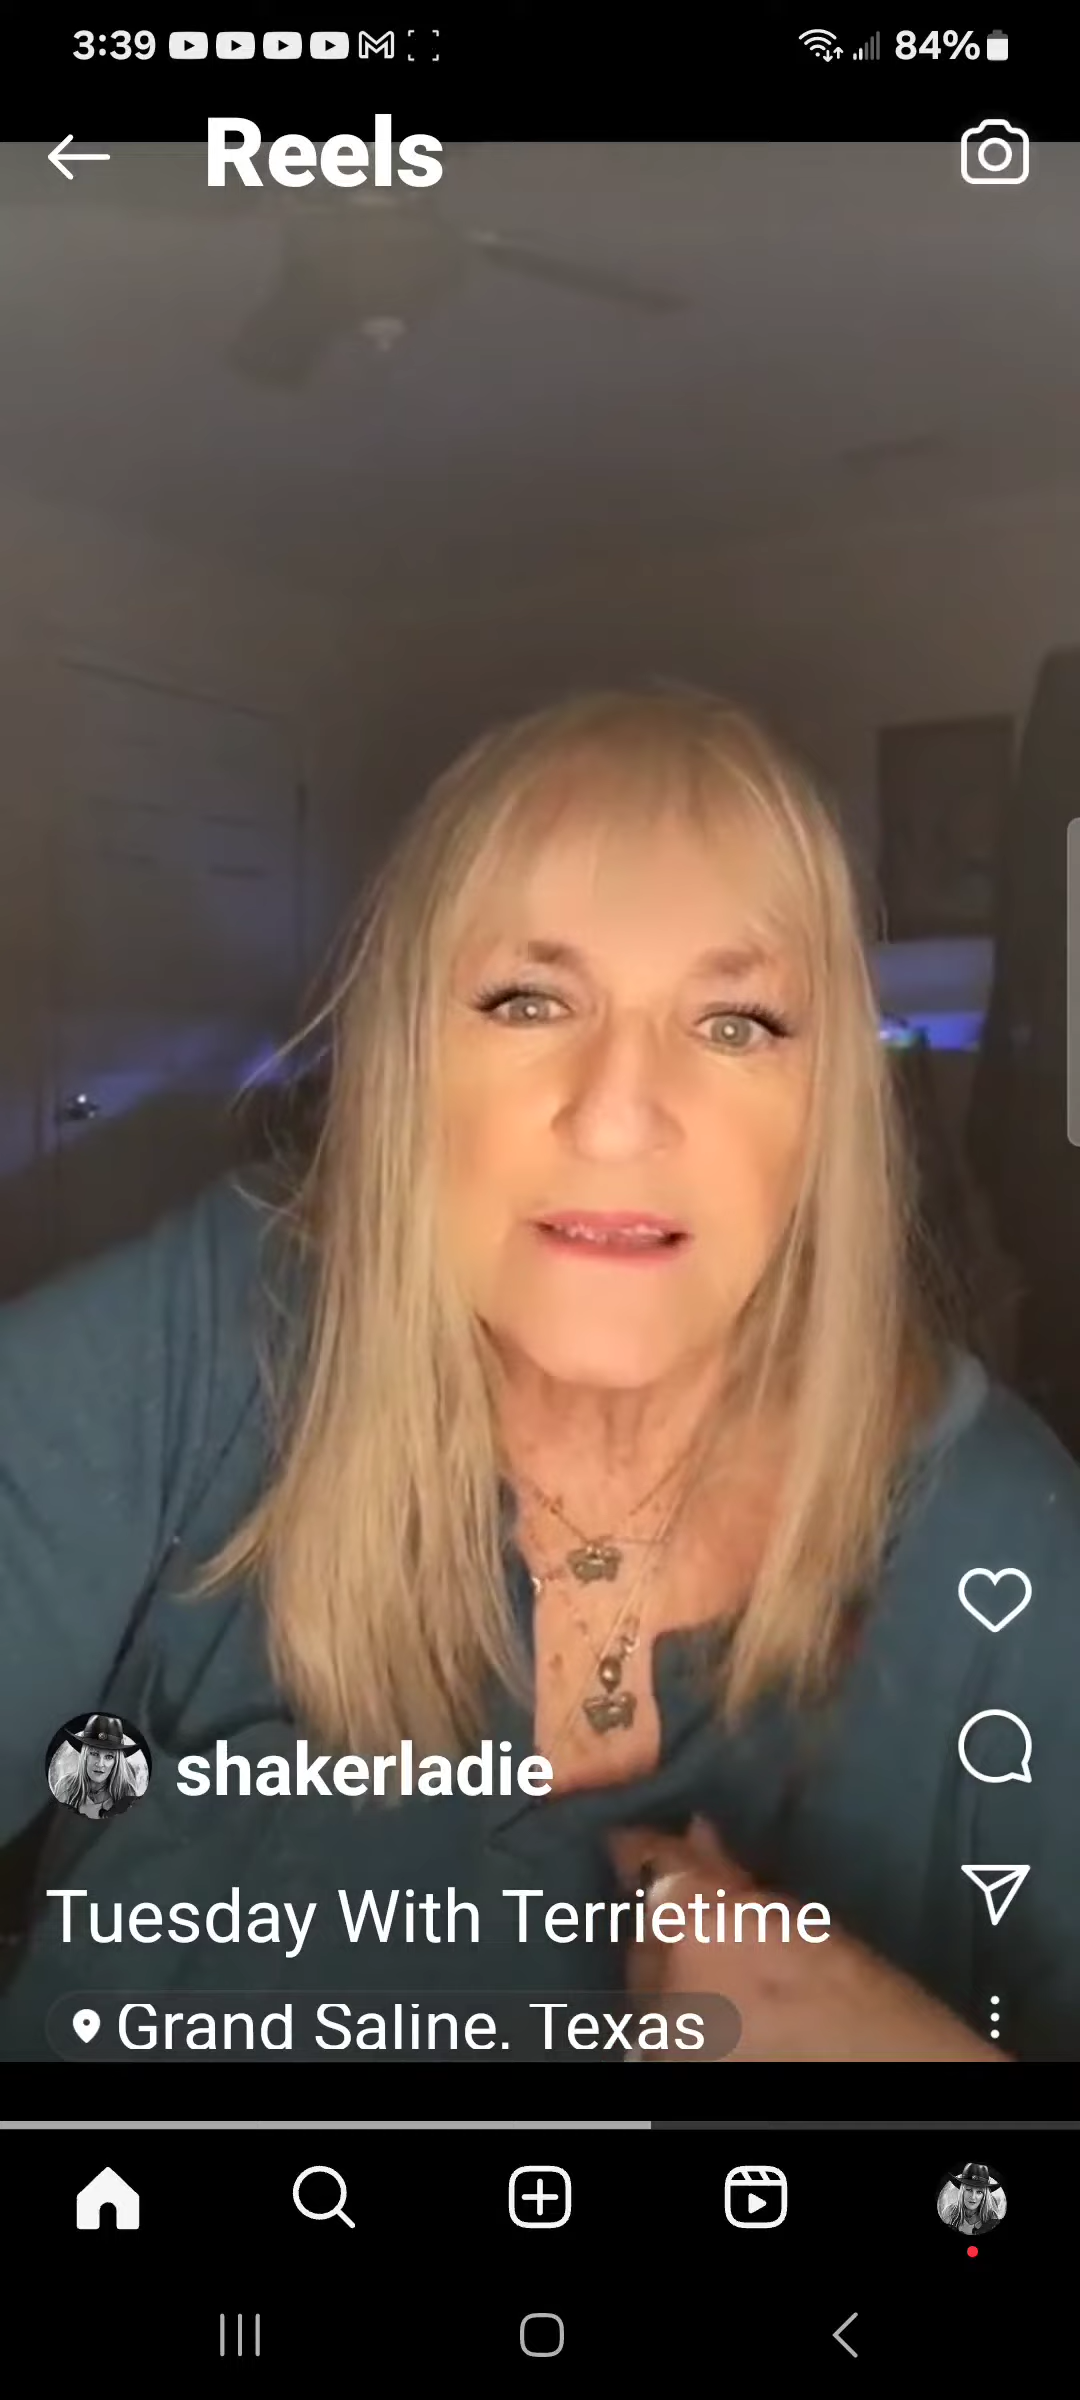 3:39
84%
Reels
shakerladie
Tuesday With Terrietime
Grand Saline. Texas